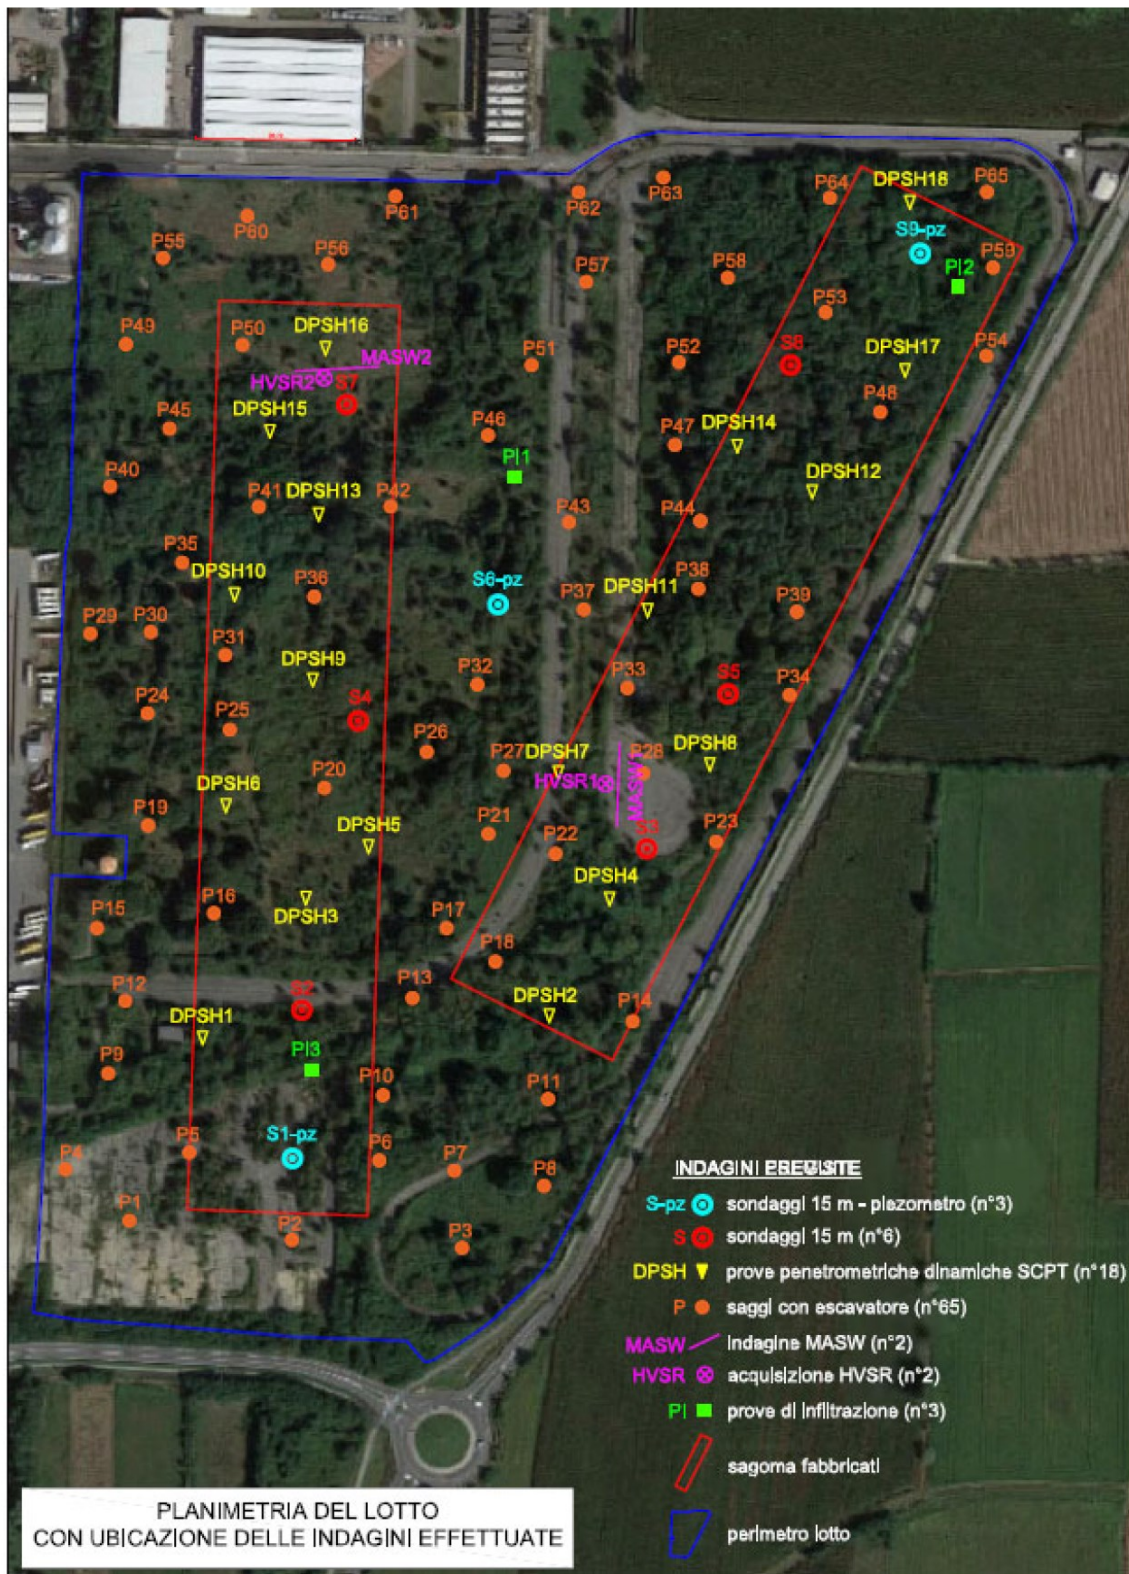 P63
P64
DPSH18
P65
P61
P62
P60
S9-pz
P55
P56
P58
P59
P57
PI2
P53
P49
P50
DPSH16
P51
P52
S8
DPSH17
P54
MASW2
HVSR2
S7
P48
P45
DPSH15
P46
P47
DPSH14
PI1
P40
P41
DPSH13
P42
DPSH12
P43
P44
P35
DPSH10
P36
S6-pz
P38
P37
DPSH11
P39
P29
P30
P31
DPSH9
P32
P33
S5
P34
P24
P25
S4
P26
P27
DPSH7
P28
DPSH8
HVSR1
MASW1
P20
DPSH6
P19
DPSH5
P21
P22
S3
P23
DPSH4
P16
P15
DPSH3
P17
P18
P12
S2
P13
DPSH2
P14
DPSH1
PI3
P9
P10
P11
P5
S1-pz
P6
P7
P8
P4
P1
P2
P3
INDAGINI
S-pz sondaggi 15 m - piezometro (n°3)
S sondaggi 15 m (n°6)
DPSH prove penetrometriche dinamiche SCPT (n°18)
P saggi con escavatore (n°65)
MASW indagine MASW (n°2)
HVSR acquisizione HVSR (n°2)
PI prove di infiltrazione (n°3)
sagoma fabbricati
perimetro lotto
PLANIMETRIA DEL LOTTO
CON UBICAZIONE DELLE INDAGINI EFFETTUATE